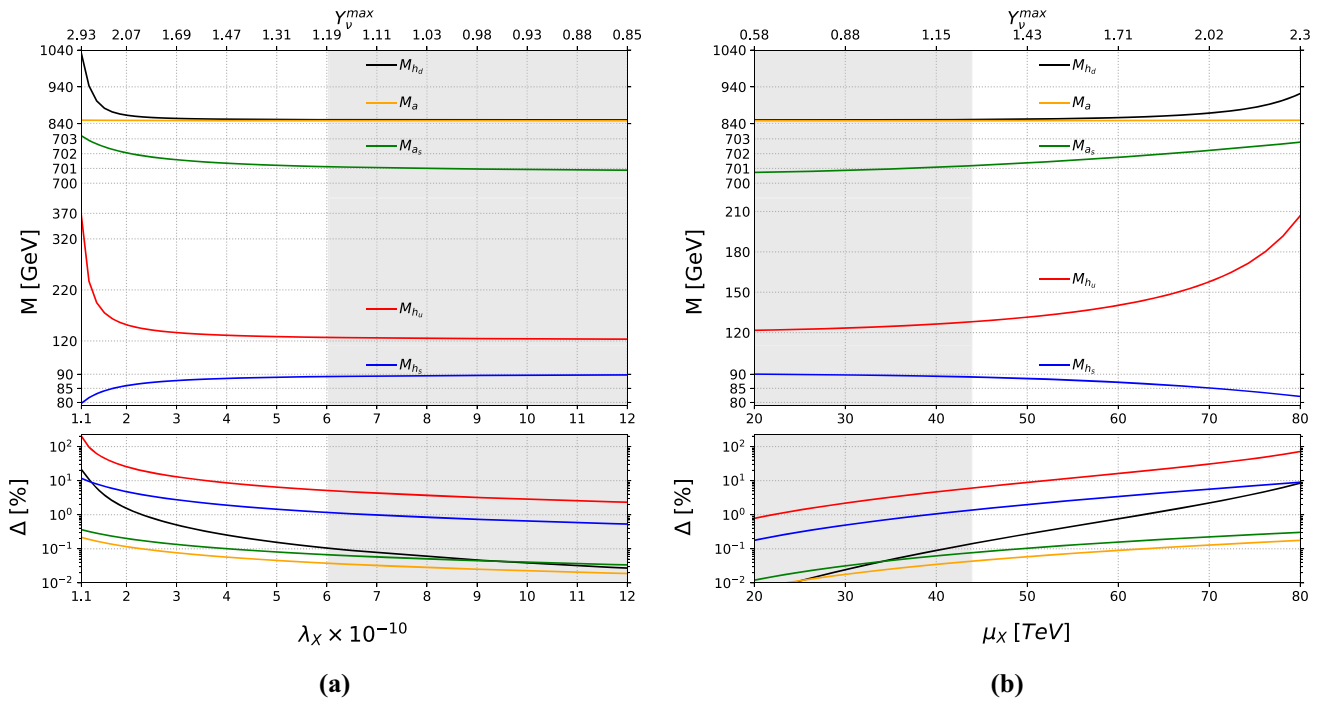 Y_ν^max
2.93 2.07 1.69 1.47 1.31 1.19 1.11 1.03 0.98 0.93 0.88 0.85
1040
940
840
703
702
701
700
370
320
220
120
90
85
80
M [GeV]
M_{h_d}
M_a
M_{a_s}
M_{h_u}
M_{h_s}
1.1 2 3 4 5 6 7 8 9 10 11 12
10^2
10^1
10^0
10^{-1}
10^{-2}
Δ [%]
1.1 2 3 4 5 6 7 8 9 10 11 12
λ_X × 10^{-10}
(a)
Y_ν^max
0.58 0.88 1.15 1.43 1.71 2.02 2.3
1040
940
840
703
702
701
700
210
180
150
120
90
85
80
M [GeV]
M_{h_d}
M_a
M_{a_s}
M_{h_u}
M_{h_s}
20 30 40 50 60 70 80
10^2
10^1
10^0
10^{-1}
10^{-2}
Δ [%]
20 30 40 50 60 70 80
μ_X [TeV]
(b)